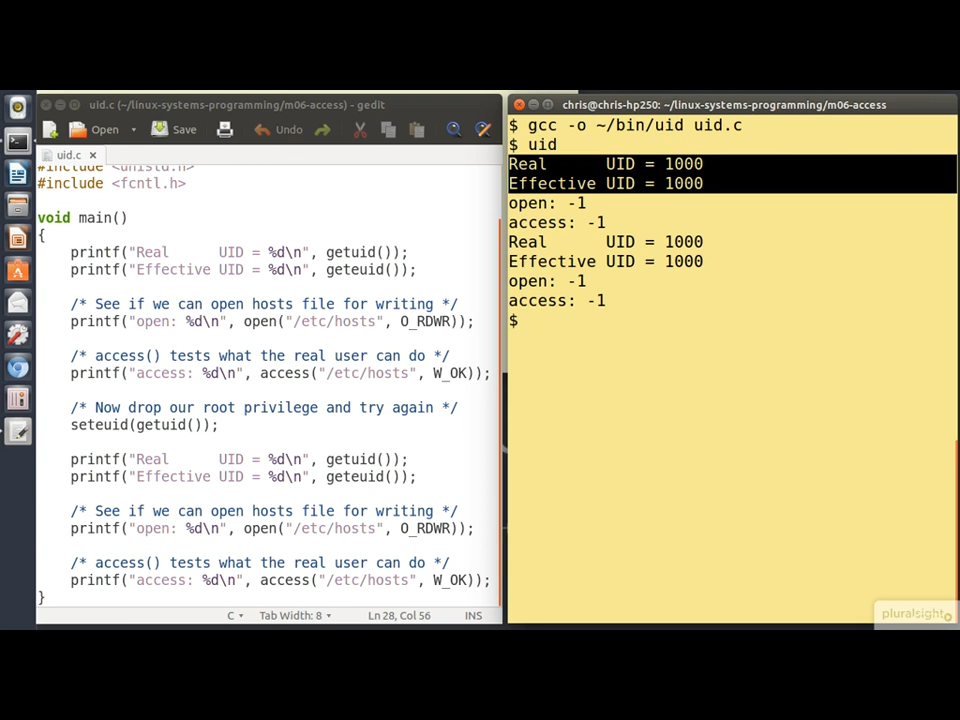 uid.c (~/linux-systems-programming/m06-access) - gedit
Open Save Undo
uid.c
#include <unistd.h>
#include <fcntl.h>
void main()
{
printf("Real      UID = %d\n", getuid());
printf("Effective UID = %d\n", geteuid());
/* See if we can open hosts file for writing */
printf("open: %d\n", open("/etc/hosts", O_RDWR));
/* access() tests what the real user can do */
printf("access: %d\n", access("/etc/hosts", W_OK));
/* Now drop our root privilege and try again */
seteuid(getuid());
printf("Real      UID = %d\n", getuid());
printf("Effective UID = %d\n", geteuid());
/* See if we can open hosts file for writing */
printf("open: %d\n", open("/etc/hosts", O_RDWR));
/* access() tests what the real user can do */
printf("access: %d\n", access("/etc/hosts", W_OK));
}
C Tab Width: 8 Ln 28, Col 56 INS
chris@chris-hp250: ~/linux-systems-programming/m06-access
$ gcc -o ~/bin/uid uid.c
$ uid
Real      UID = 1000
Effective UID = 1000
open: -1
access: -1
Real      UID = 1000
Effective UID = 1000
open: -1
access: -1
$
pluralsight